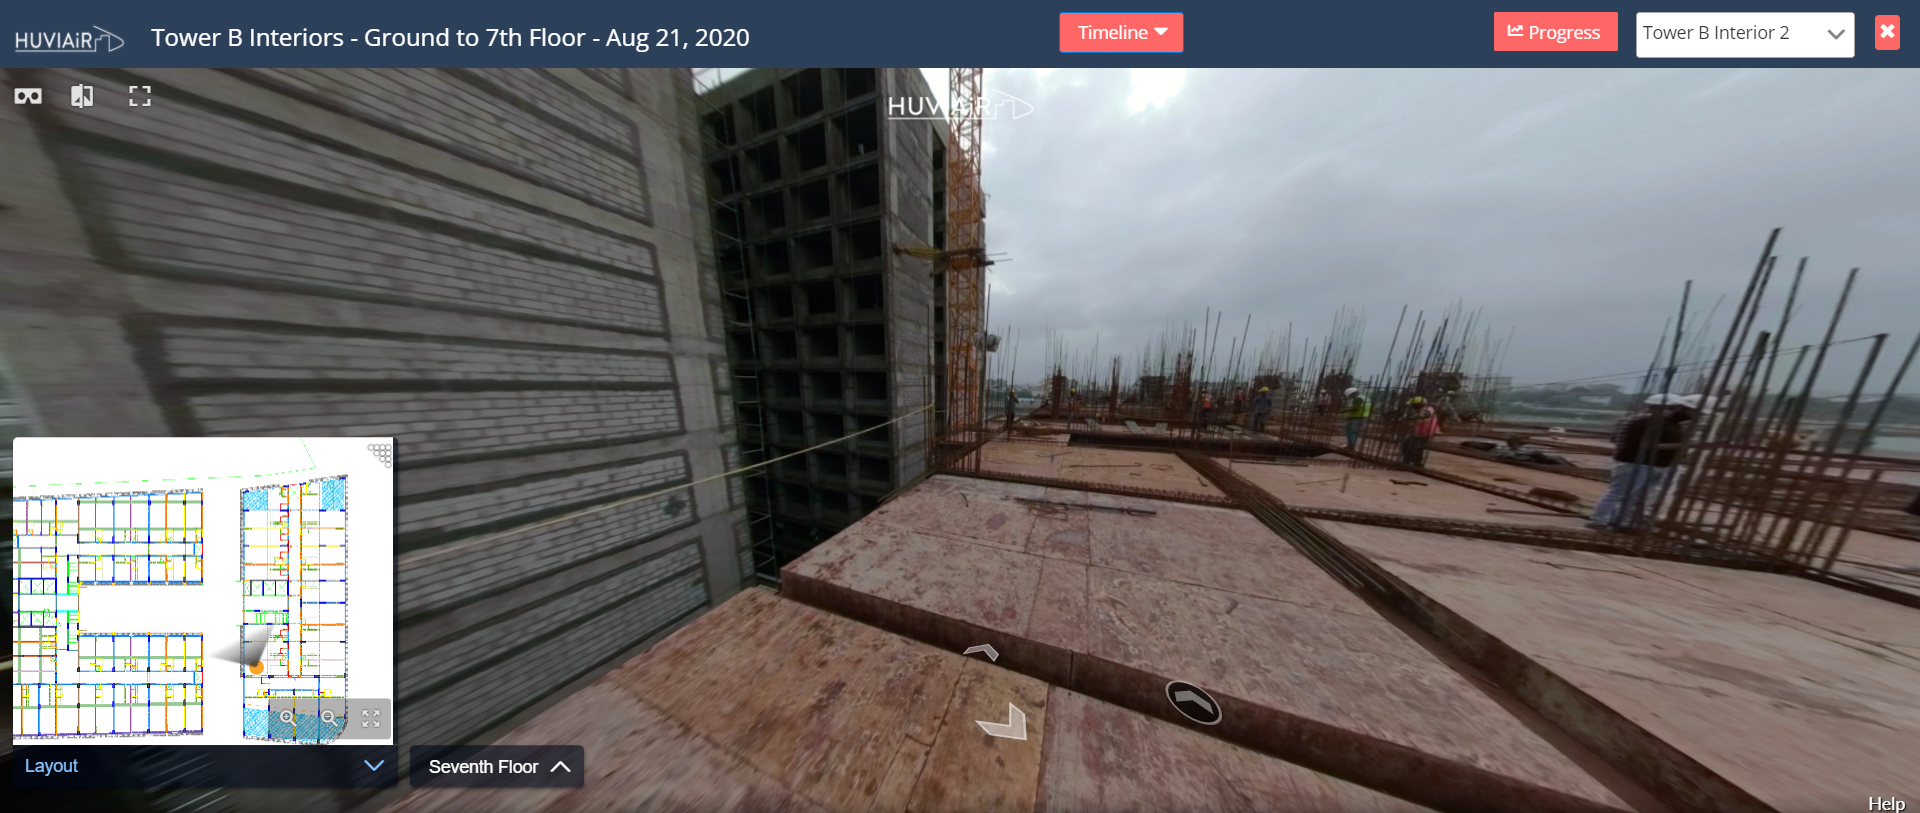 HUVIAiR
Tower B Interiors - Ground to 7th Floor - Aug 21, 2020
Timeline
Progress
Tower B Interior 2
HUVIAiR
Layout
Seventh Floor
Help